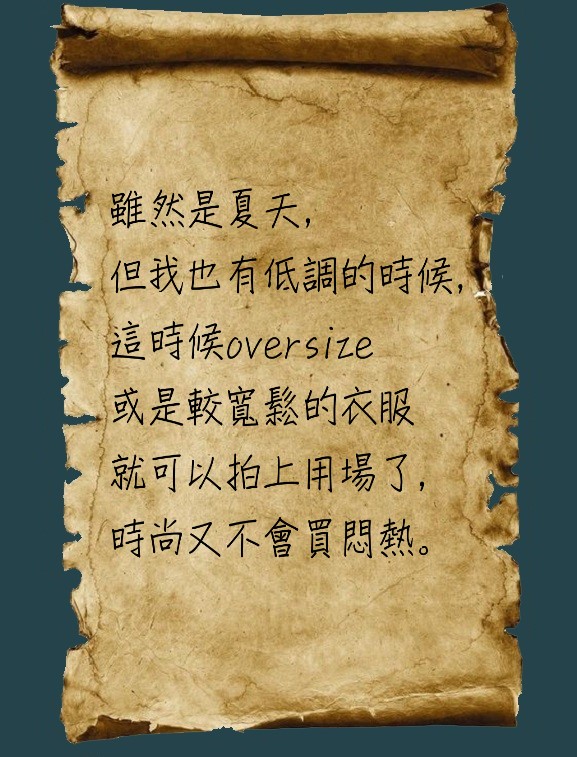 雖然是夏天,
但我也有低調的時候,
這時候oversize
或是較寬鬆的衣服
就可以拍上用場了,
時尚又不會買悶熱。